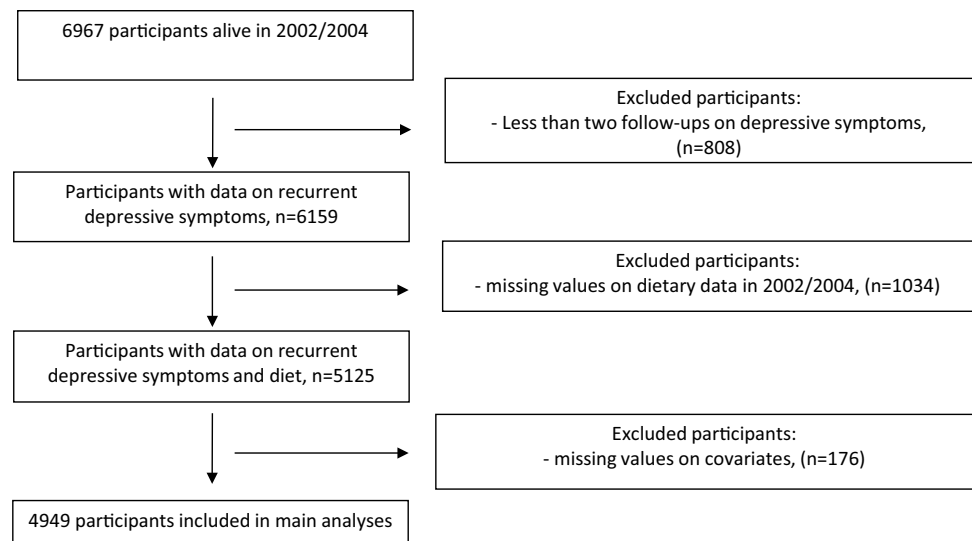 6967 participants alive in 2002/2004
Excluded participants:
- Less than two follow-ups on depressive symptoms,
(n=808)
Participants with data on recurrent
depressive symptoms, n=6159
Excluded participants:
- missing values on dietary data in 2002/2004, (n=1034)
Participants with data on recurrent
depressive symptoms and diet, n=5125
Excluded participants:
- missing values on covariates, (n=176)
4949 participants included in main analyses